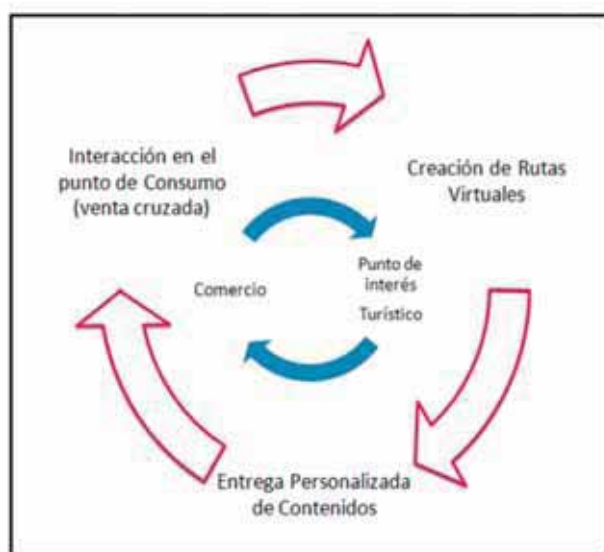 Interacción en el
punto de Consumo
(venta cruzada)
Creación de Rutas
Virtuales
Comercio
Punto de
interés
Turístico
Entrega Personalizada
de Contenidos